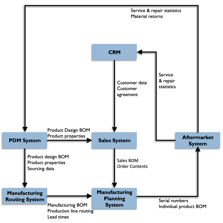 Service & repair statistics
Material returns
CRM
Customer data
Customer
agreement
Service
and
repair
statistics
Product Design BOM
Product properties
PDM System
Sales System
Aftermarket
System
Product design BOM
Product properties
Sourcing data
Sales BOM
Order Contents
Manufacturing
Routing System
Manufacturing BOM
Production line routing
Lead times
Manufacturing
Planning
System
Serial numbers
Individual product BOM